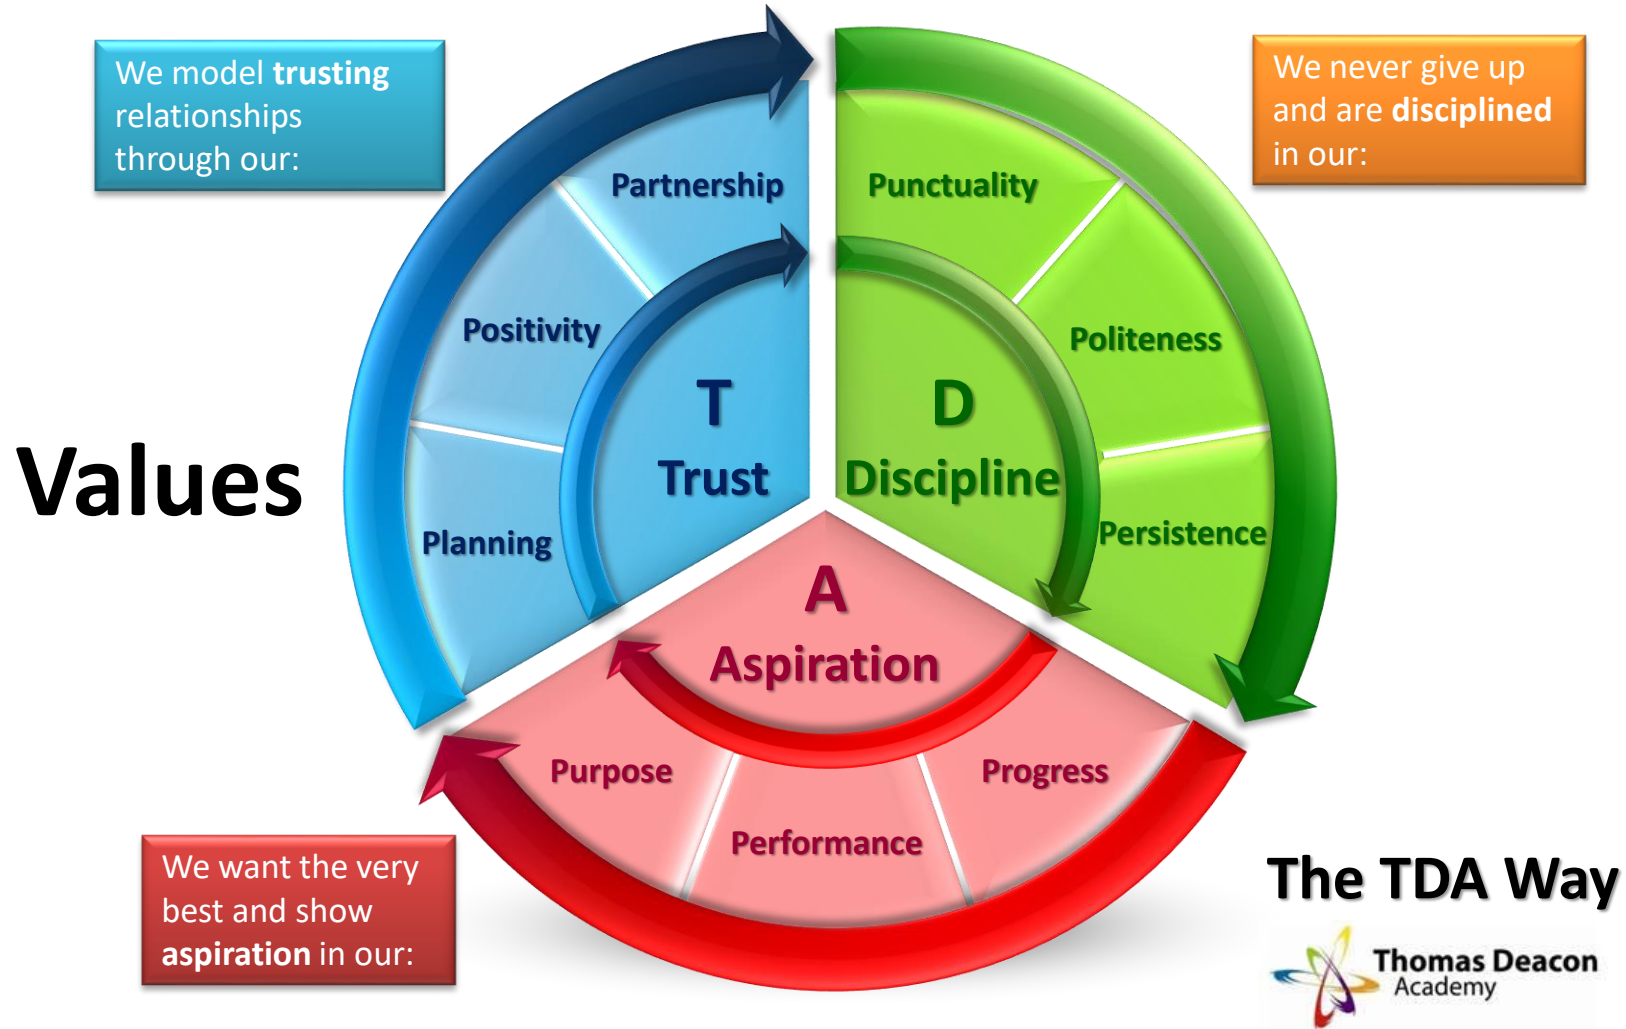 We model trusting
relationships
through our:
We never give up
and are disciplined
in our:
Partnership
Punctuality
Positivity
Politeness
T
Trust
D
Discipline
Values
Planning
Persistence
A
Aspiration
Purpose
Performance
Progress
We want the very
best and show
aspiration in our:
The TDA Way
Thomas Deacon
Academy